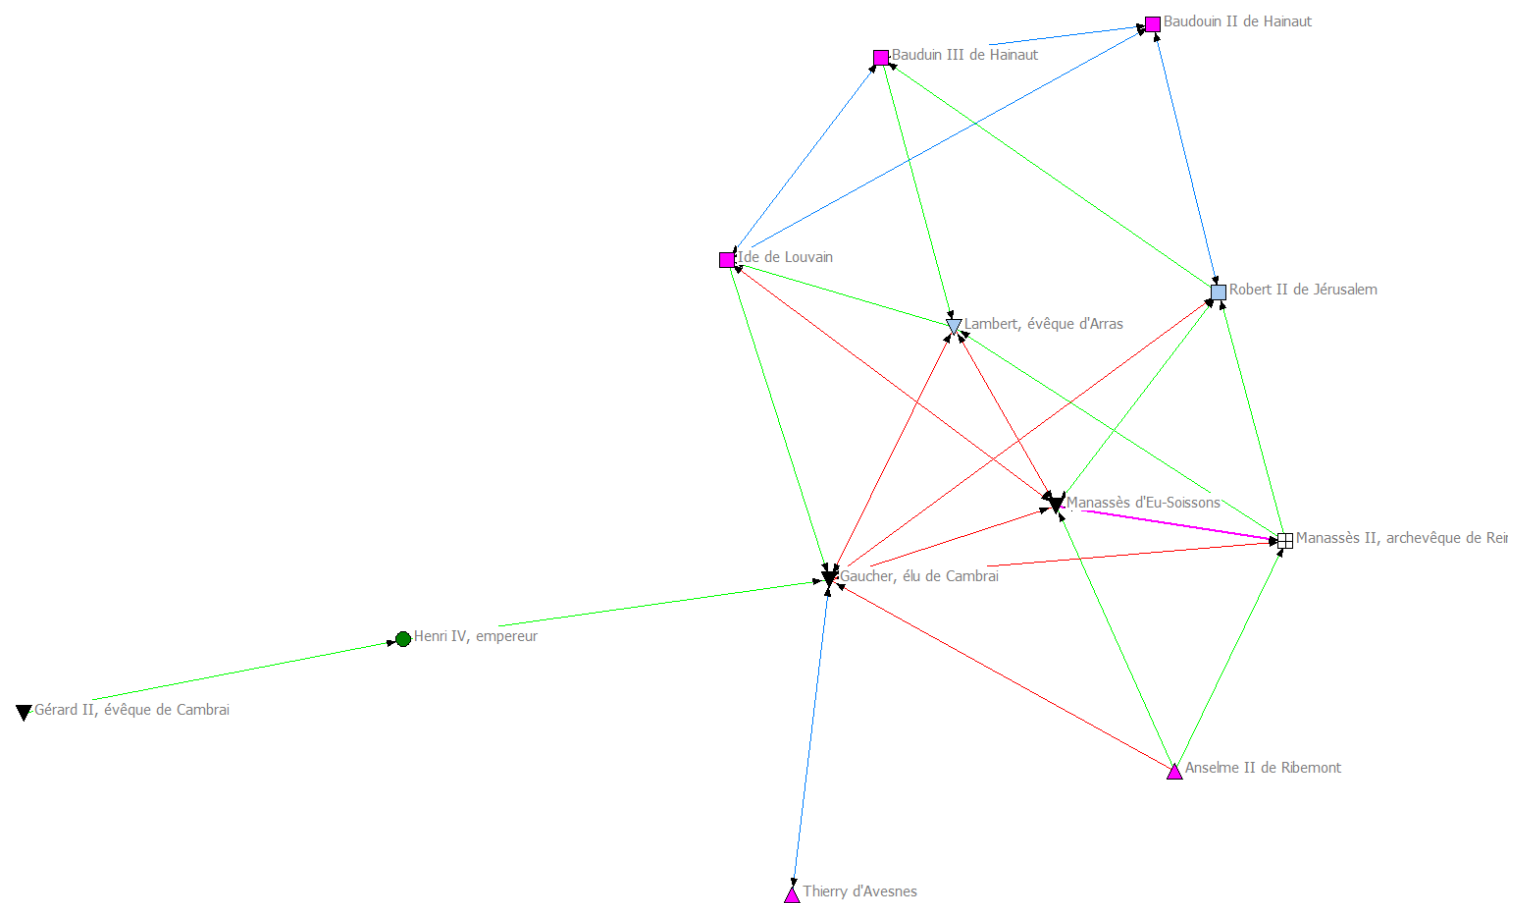 Baudouin II de Hainaut
Bauduin III de Hainaut
Ide de Louvain
Robert II de Jérusalem
Lambert, évêque d'Arras
Manassès d'Eu-Soissons
Manassès II, archevêque de Rei
Gaucher, élu de Cambrai
Henri IV, empereur
Gérard II, évêque de Cambrai
Anselme II de Ribemont
Thierry d'Avesnes